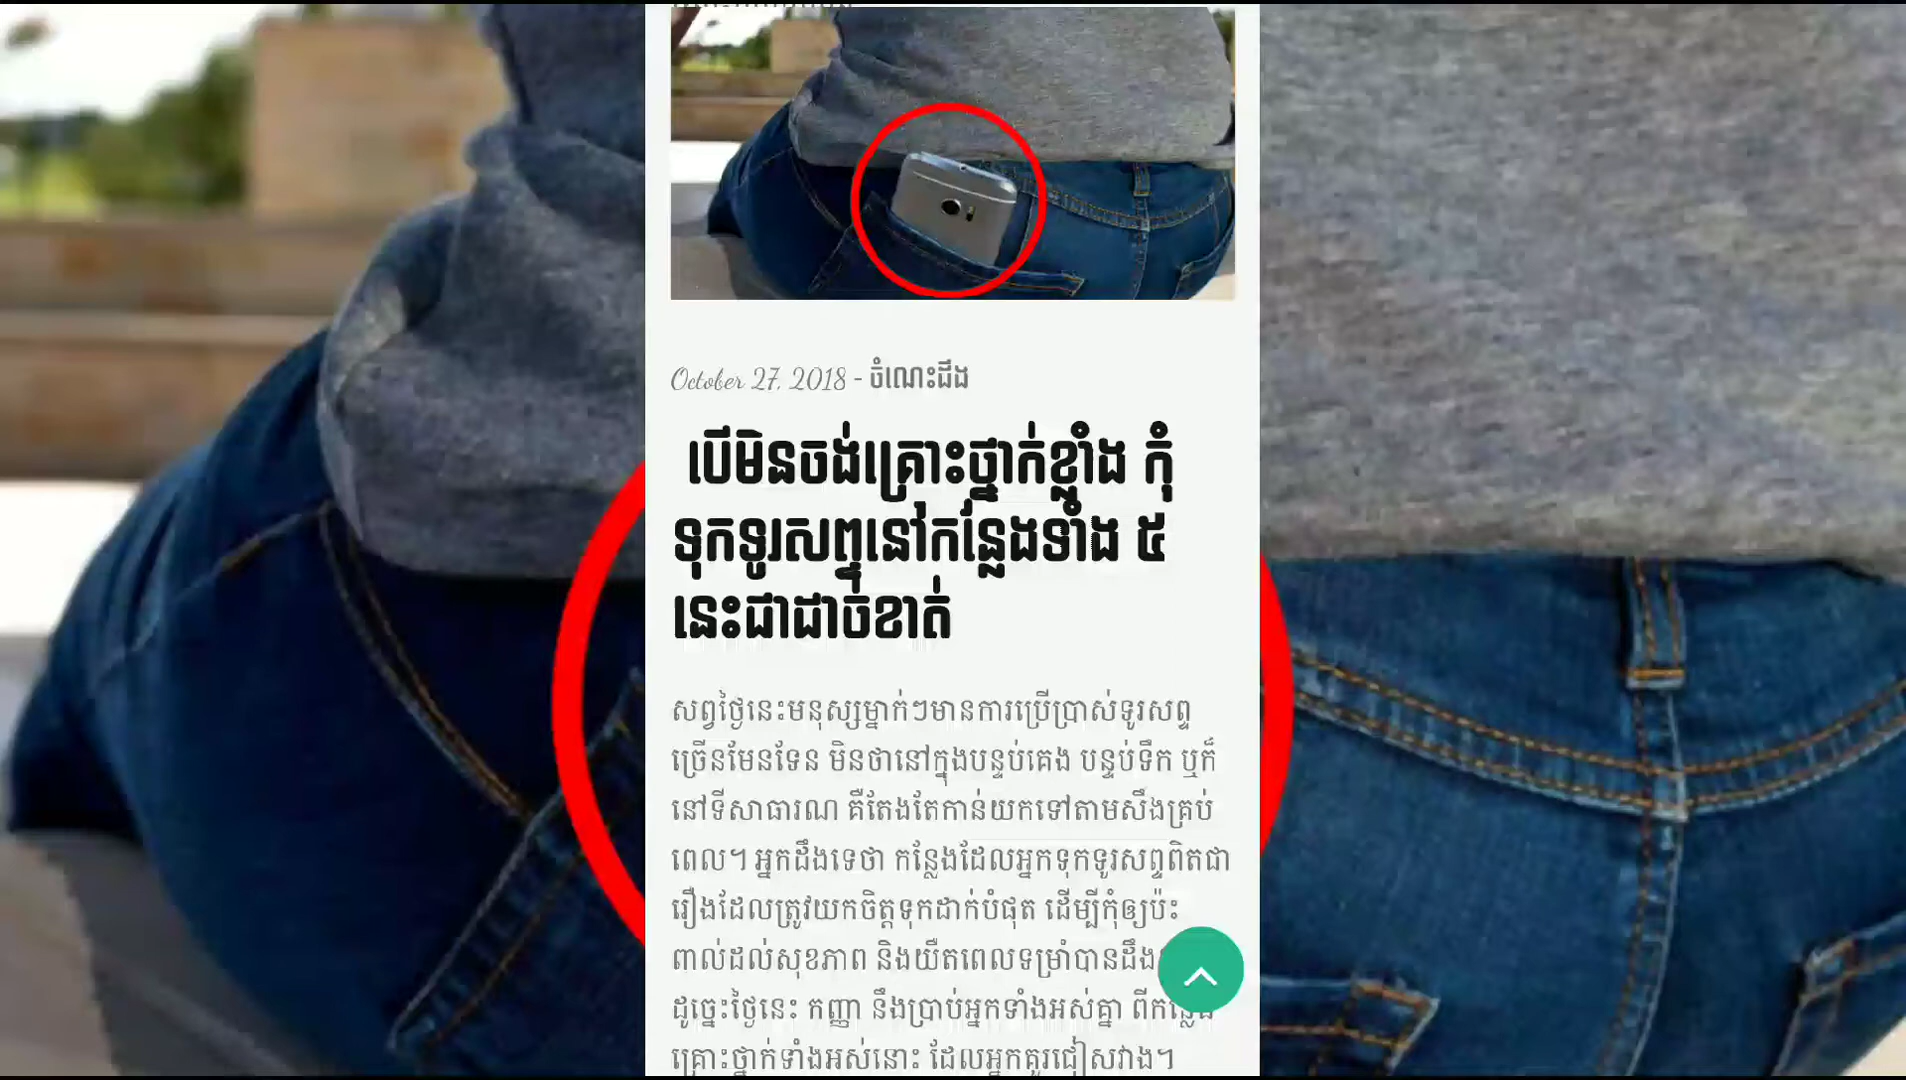 October 27, 2018 - ចំណេះដឹង
បើមិនចង់គ្រោះថ្នាក់ខ្លាំង កុំ
ទុកទូរសព្ទនៅកន្លែងទាំង ៥
នេះជាដាច់ខាត់
សព្វថ្ងៃនេះមនុស្សម្នាក់ៗមានការប្រើប្រាស់ទូរសព្ទ
ច្រើនមែនទែន មិនថានៅក្នុងបន្ទប់គេង បន្ទប់ទឹក ឬក៏
នៅទីសាធារណ គឺតែងតែកាន់យកទៅតាមសឹងគ្រប់
ពេល។ អ្នកដឹងទេថា កន្លែងដែលអ្នកទុកទូរសព្ទពិតជា
រឿងដែលត្រូវយកចិត្តទុកដាក់បំផុត ដើម្បីកុំឲ្យប៉ះ
ពាល់ដល់សុខភាព និងយឺតពេលទម្រាំបានដឹង
ដូច្នេះថ្ងៃនេះ កញ្ញា នឹងប្រាប់អ្នកទាំងអស់គ្នា ពីកន្លែង
គ្រោះថ្នាក់ទាំងអស់នោះ ដែលអ្នកគួរជៀសវាង។